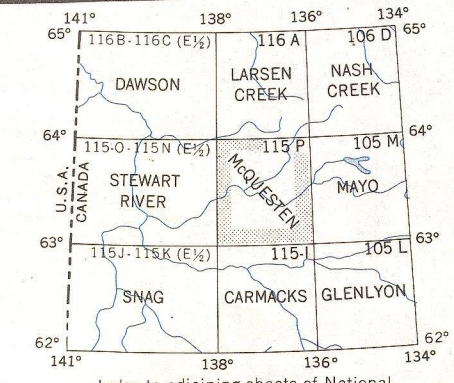 141° 138° 136° 134°
65° 65°
116B-116C (E½) 116 A 106 D
DAWSON LARSEN CREEK NASH CREEK
64° 64°
115-O-115N (E½) 115 P 105 M
STEWART RIVER McQUESTEN MAYO
U.S.A.
CANADA
63° 63°
115J-115K (E½) 115-I 105 L
SNAG CARMACKS GLENLYON
62° 62°
141° 138° 136° 134°
Index to adjoining sheets of National